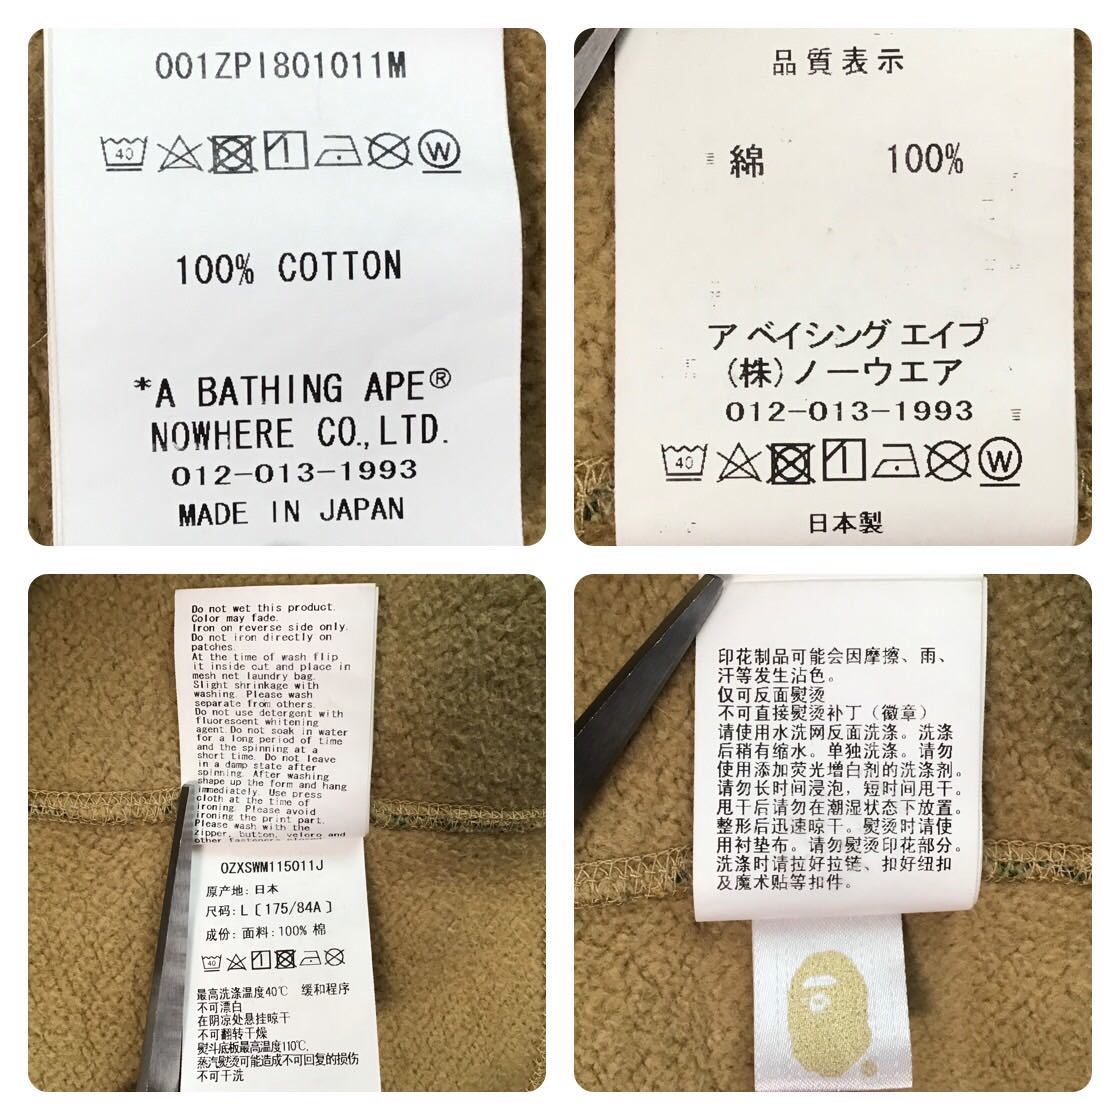 001ZPI801011M
40
W
100% COTTON
*A BATHING APE®
NOWHERE CO.,LTD.
012-013-1993
MADE IN JAPAN
品質表示
綿 100%
ア ベイシング エイプ
(株)ノーウエア
012-013-1993
40
W
日本製
Do not wet this product.
Color may fade.
Iron on reverse side only.
Do not iron directly on
patches.
At the time of wash flip
it inside out and place in
mesh net laundry bag.
Slight shrinkage with
washing. Please wash
separate from others.
Do not use detergent with
fluorescent whitening
agent.Do not soak in water
for a long period of time
and the spinning at a
short time. Do not leave
in a damp state after
spinning. After washing
shape up the form and hang
immediately. Use press
cloth at the time of
ironing. Please avoid
ironing the print part.
Please wash with the
zipper, button, velcro and
other fasteners
OZXSWM115011J
原产地: 日本
尺码: L [175/84A]
成份: 面料: 100% 棉
40
最高洗涤温度40℃ 缓和程序
不可漂白
在阴凉处悬挂晾干
不可翻转干燥
熨斗底板最高温度110℃.
蒸汽熨烫可能造成不可回复的损伤
不可干洗
印花制品可能会因摩擦、雨、
汗等发生沾色。
仅可反面熨烫
不可直接熨烫补丁（徽章）
请使用水洗网反面洗涤。洗涤
后稍有缩水。单独洗涤。请勿
使用添加荧光增白剂的洗涤剂。
请勿长时间浸泡，短时间甩干。
甩干后请勿在潮湿状态下放置。
整形后迅速晾干。熨烫时请使
用衬垫布。请勿熨烫印花部分。
洗涤时请拉好拉链、扣好纽扣
及魔术贴等扣件。
®